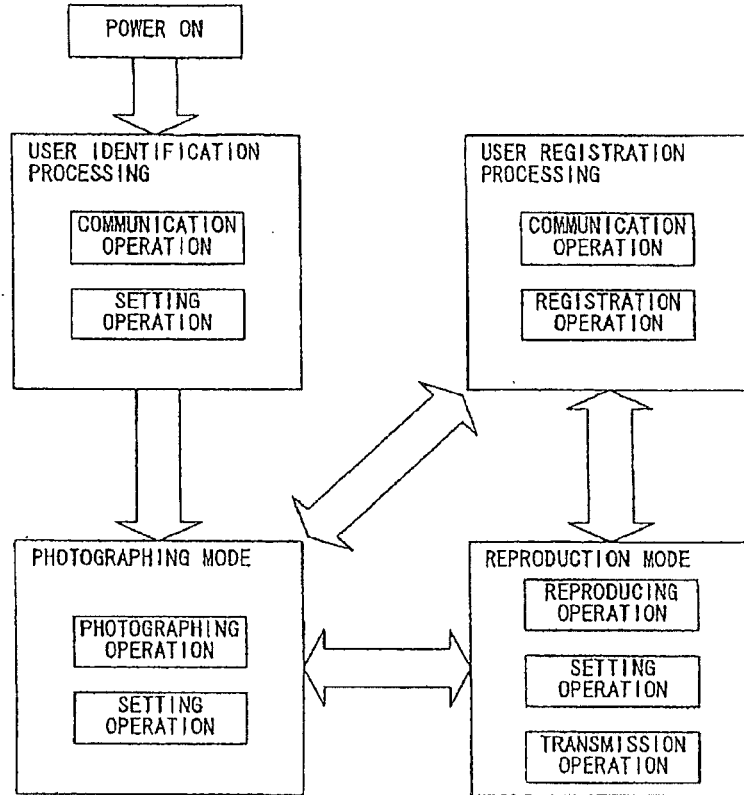 POWER ON
USER IDENTIFICATION
PROCESSING
COMMUNICATION
OPERATION
SETTING
OPERATION
USER REGISTRATION
PROCESSING
COMMUNICATION
OPERATION
REGISTRATION
OPERATION
PHOTOGRAPHING MODE
PHOTOGRAPHING
OPERATION
SETTING
OPERATION
REPRODUCTION MODE
REPRODUCING
OPERATION
SETTING
OPERATION
TRANSMISSION
OPERATION